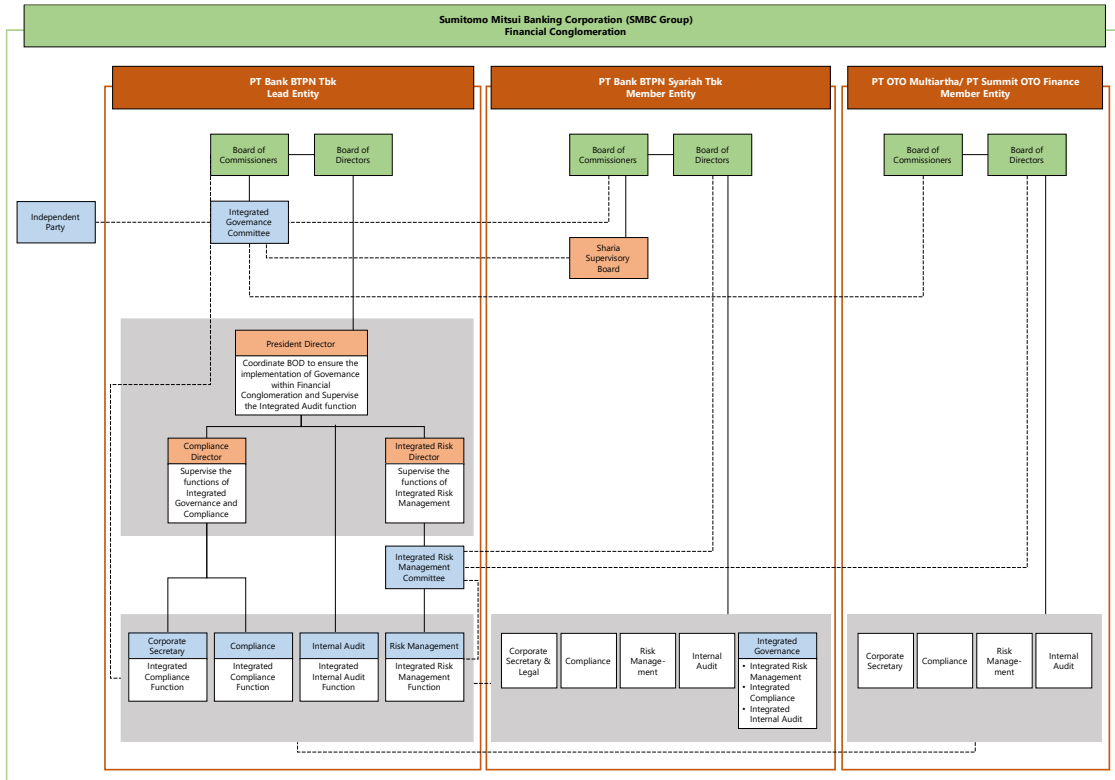 Sumitomo Mitsui Banking Corporation (SMBC Group)
Financial Conglomeration
PT Bank BTPN Tbk
Lead Entity
PT Bank BTPN Syariah Tbk
Member Entity
PT OTO Multiartha/ PT Summit OTO Finance
Member Entity
Board of
Commissioners
Board of
Directors
Board of
Commissioners
Board of
Directors
Board of
Commissioners
Board of
Directors
Independent
Party
Integrated
Governance
Committee
Sharia
Supervisory
Board
President Director
Coordinate BOD to ensure the
implementation of Governance
within Financial
Conglomeration and Supervise
the Integrated Audit function
Compliance
Director
Supervise the
functions of
Integrated
Governance and
Compliance
Integrated Risk
Director
Supervise the
functions of
Integrated Risk
Management
Integrated Risk
Management
Committee
Corporate
Secretary
Integrated
Compliance
Function
Compliance
Integrated
Compliance
Function
Internal Audit
Integrated
Internal Audit
Function
Risk Management
Integrated Risk
Management
Function
Corporate
Secretary &
Legal
Compliance
Risk
Manage-
ment
Internal
Audit
Integrated
Governance
• Integrated Risk
Management
• Integrated
Compliance
• Integrated
Internal Audit
Corporate
Secretary
Compliance
Risk
Manage-
ment
Internal
Audit